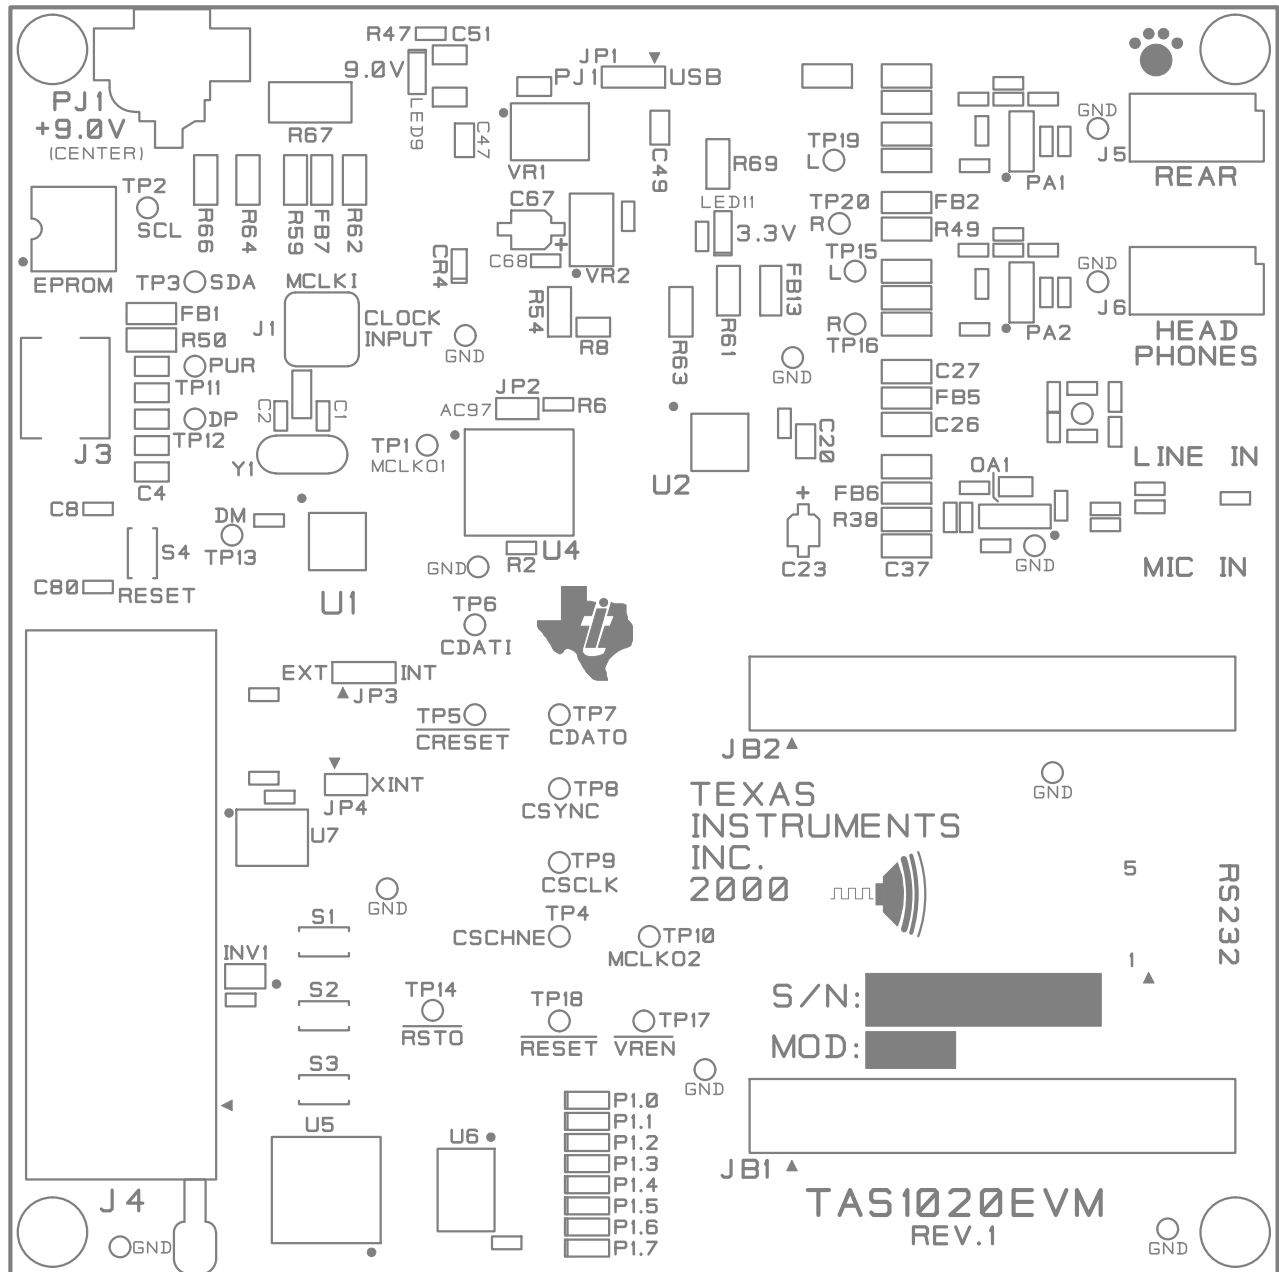 R47
C51
JP1
9.0V
PJ1
USB
LED9
PJ1
+9.0V
(CENTER)
R67
C47
VR1
C49
R69
TP19
L
GND
J5
PA1
REAR
TP2
SCL
R66
R64
R59
FB7
R62
C67
+
LED11
3.3V
TP20
R
FB2
R49
C68
VR2
CR4
TP15
L
GND
J6
EPROM
TP3
SDA
MCLKI
FB1
R50
J1
CLOCK
INPUT
GND
R54
R8
R63
R61
FB13
R
TP16
PA2
HEAD
PHONES
PUR
TP11
GND
C27
FB5
C26
C2
C1
JP2
AC97
R6
DP
TP12
J3
Y1
TP1
MCLKO1
C20
LINE IN
C4
U2
OA1
C8
FB6
R38
+
DM
TP13
S4
U4
R2
C23
C37
GND
MIC IN
GND
C80
RESET
U1
TP6
CDATI
EXT
INT
JP3
TP5
CRESET
TP7
CDATO
JB2
XINT
JP4
TP8
CSYNC
TEXAS
INSTRUMENTS
INC.
2000
GND
U7
TP9
CSCLK
5
RS232
1
GND
S1
TP4
CSCHNE
TP10
MCLKO2
INV1
S2
TP14
RSTO
TP18
RESET
TP17
VREN
S/N:
MOD:
S3
GND
U5
U6
P1.0
P1.1
P1.2
P1.3
P1.4
P1.5
P1.6
P1.7
JB1
J4
GND
TAS1020EVM
REV.1
GND